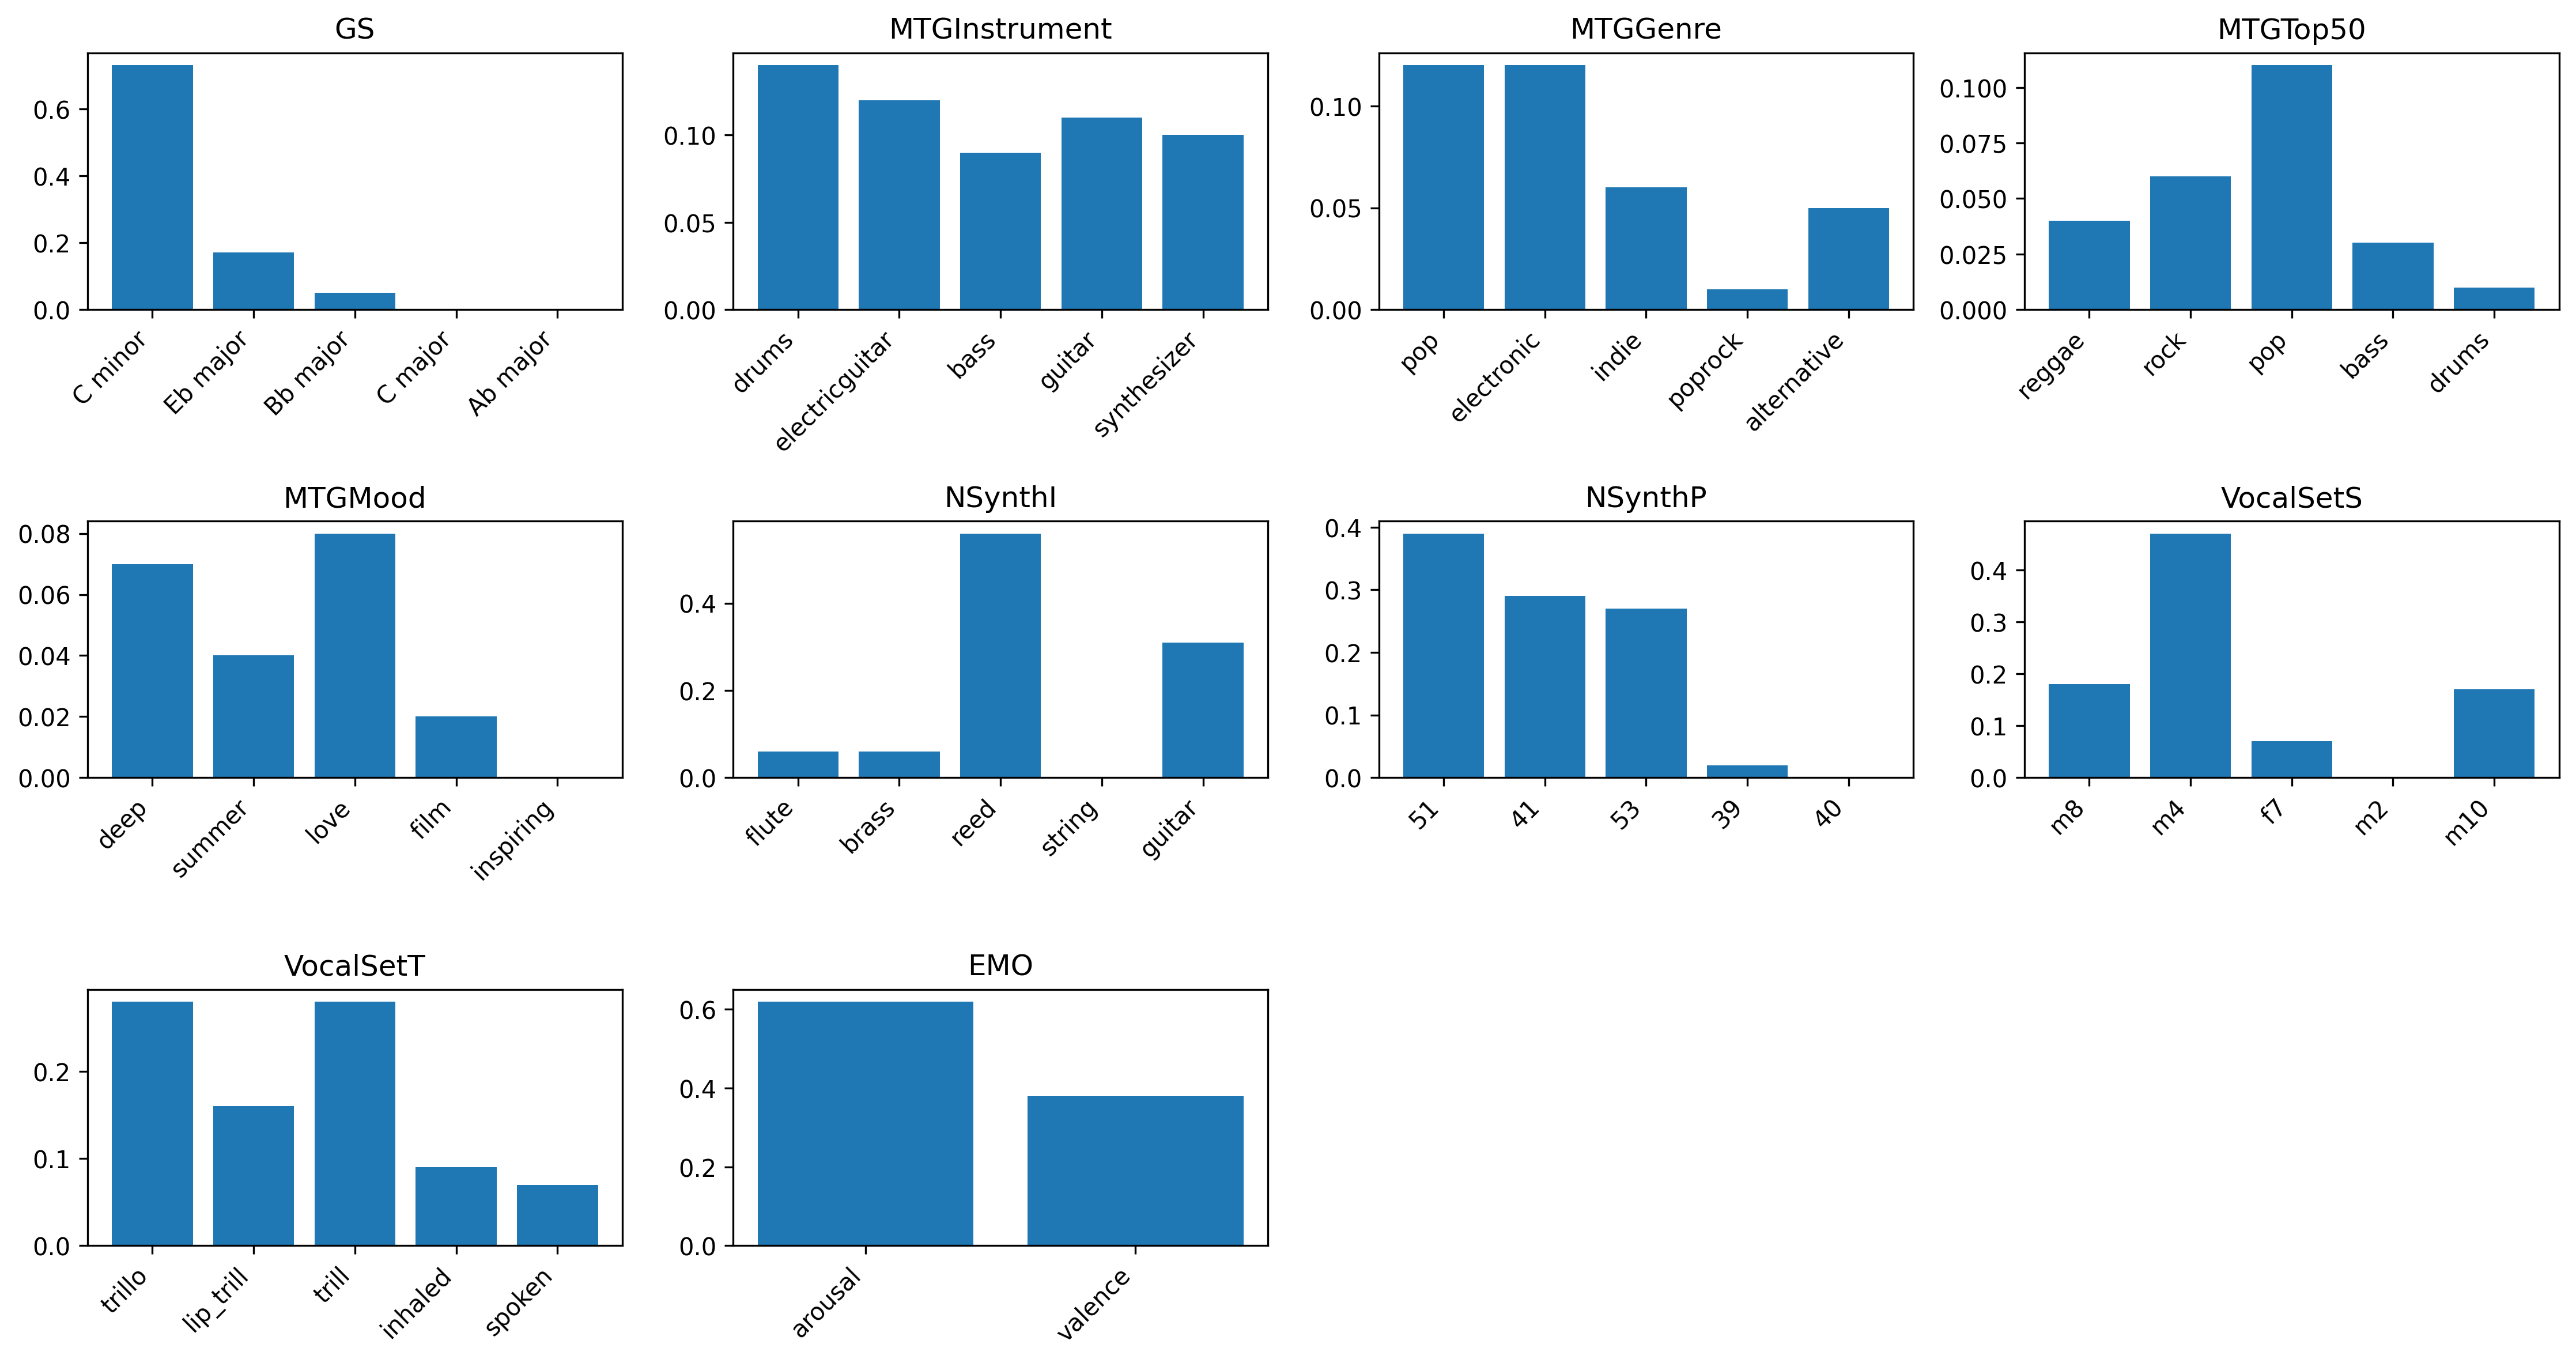 GS
0.6
0.4
0.2
0.0
C minor
Eb major
Bb major
C major
Ab major
MTGInstrument
0.10
0.05
0.00
drums
electricguitar
bass
guitar
synthesizer
MTGGenre
0.10
0.05
0.00
pop
electronic
indie
poprock
alternative
MTGTop50
0.100
0.075
0.050
0.025
0.000
reggae
rock
pop
bass
drums
MTGMood
0.08
0.06
0.04
0.02
0.00
deep
summer
love
film
inspiring
NSynthI
0.4
0.2
0.0
flute
brass
reed
string
guitar
NSynthP
0.4
0.3
0.2
0.1
0.0
51
41
53
39
40
VocalSetS
0.4
0.3
0.2
0.1
0.0
m8
m4
f7
m2
m10
VocalSetT
0.2
0.1
0.0
trillo
lip_trill
trill
inhaled
spoken
EMO
0.6
0.4
0.2
0.0
arousal
valence